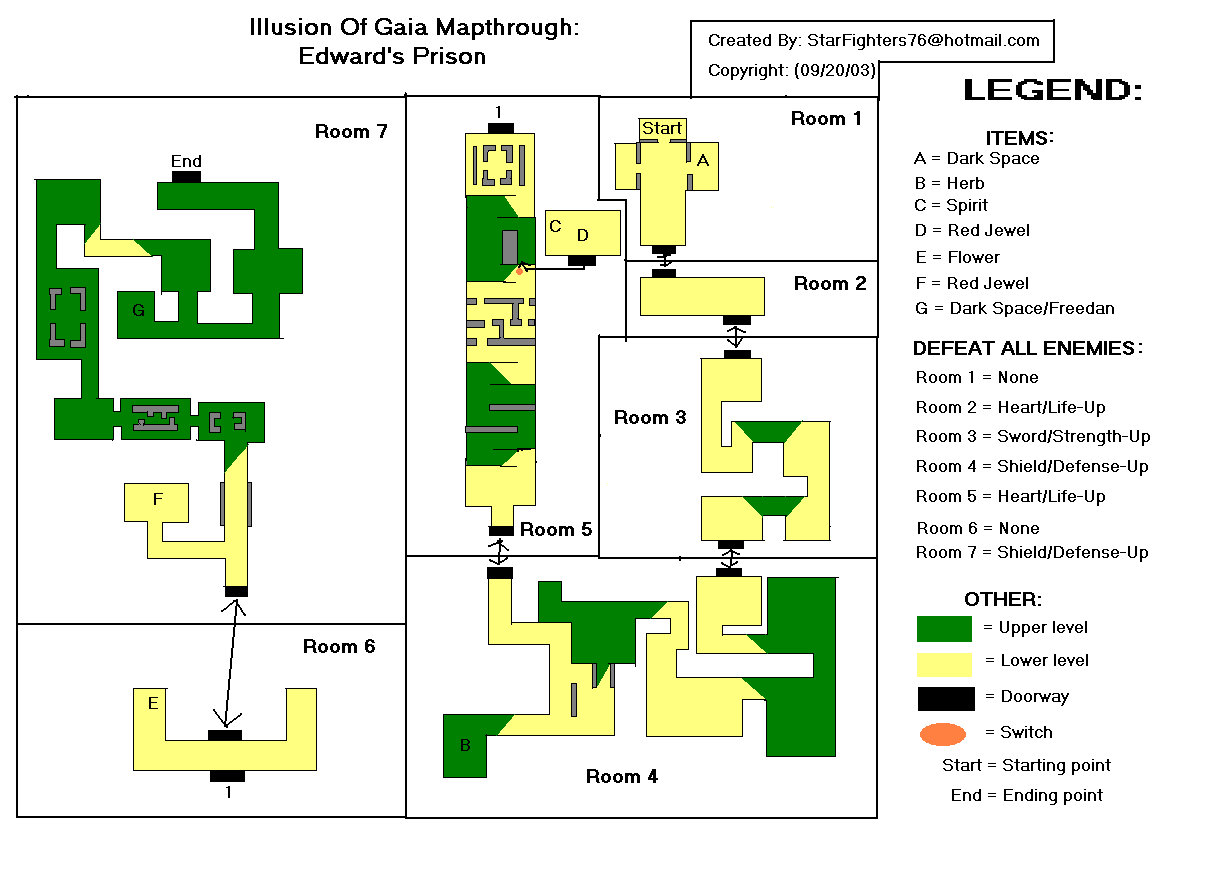 Illusion Of Gaia Mapthrough:
Edward's Prison
Created By: StarFighters76@hotmail.com
Copyright: (09/20/03)
Room 7
End
G
F
Room 6
E
1
1
C
D
Room 5
Room 1
Start
A
Room 2
Room 3
B
Room 4
LEGEND:
ITEMS:
A = Dark Space
B = Herb
C = Spirit
D = Red Jewel
E = Flower
F = Red Jewel
G = Dark Space/Freedan
DEFEAT ALL ENEMIES:
Room 1 = None
Room 2 = Heart/Life-Up
Room 3 = Sword/Strength-Up
Room 4 = Shield/Defense-Up
Room 5 = Heart/Life-Up
Room 6 = None
Room 7 = Shield/Defense-Up
OTHER:
= Upper level
= Lower level
= Doorway
= Switch
Start = Starting point
End = Ending point